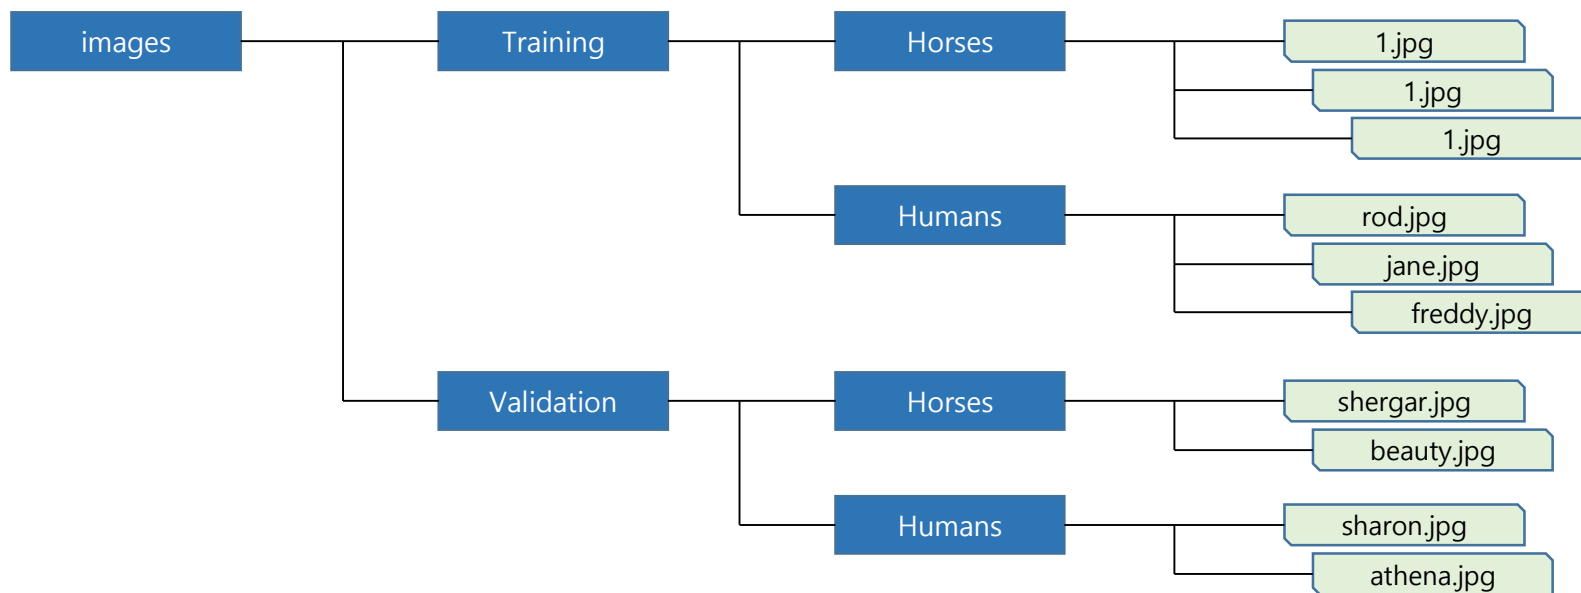 images
Training
Horses
1.jpg
1.jpg
1.jpg
Humans
rod.jpg
jane.jpg
freddy.jpg
Validation
Horses
shergar.jpg
beauty.jpg
Humans
sharon.jpg
athena.jpg